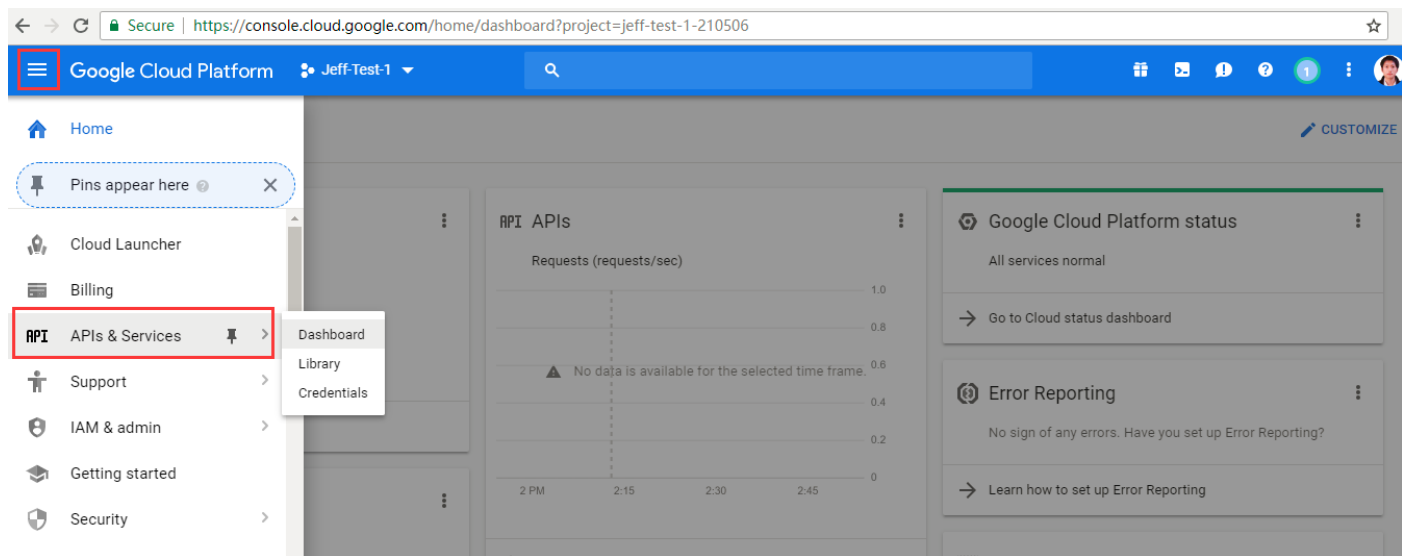 Secure | https://console.cloud.google.com/home/dashboard?project=jeff-test-1-210506
Google Cloud Platform Jeff-Test-1 1
Home
CUSTOMIZE
Pins appear here
Cloud Launcher
Billing
API APIs & Services
Support
IAM & admin
Getting started
Security
Dashboard
Library
Credentials
API APIs
Requests (requests/sec)
1.0
0.8
No data is available for the selected time frame.
0.6
0.4
0.2
0
2 PM 2:15 2:30 2:45
Google Cloud Platform status
All services normal
Go to Cloud status dashboard
Error Reporting
No sign of any errors. Have you set up Error Reporting?
Learn how to set up Error Reporting